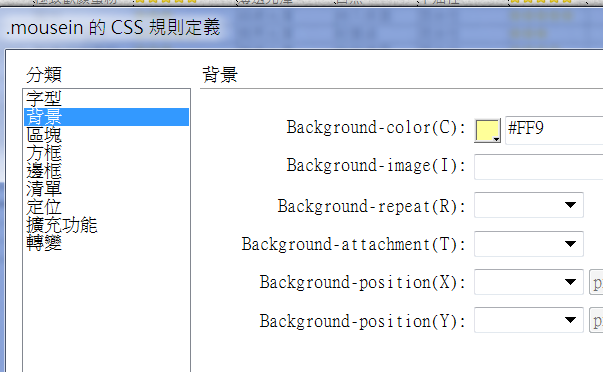 .mousein 的 CSS 規則定義
分類
字型
背景
區塊
方框
邊框
清單
定位
擴充功能
轉變
背景
Background-color(C):
#FF9
Background-image(I):
Background-repeat(R):
Background-attachment(T):
Background-position(X):
p
Background-position(Y):
p